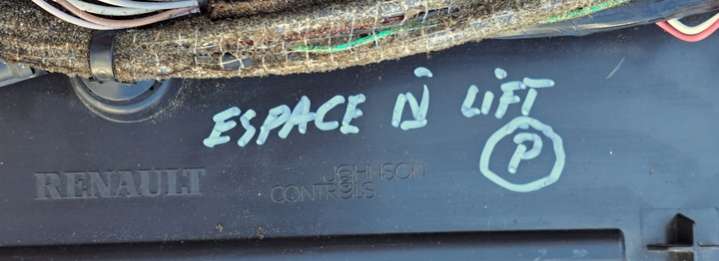 ESPACE IV LIFT
P
RENAULT
JOHNSON
CONTROLS